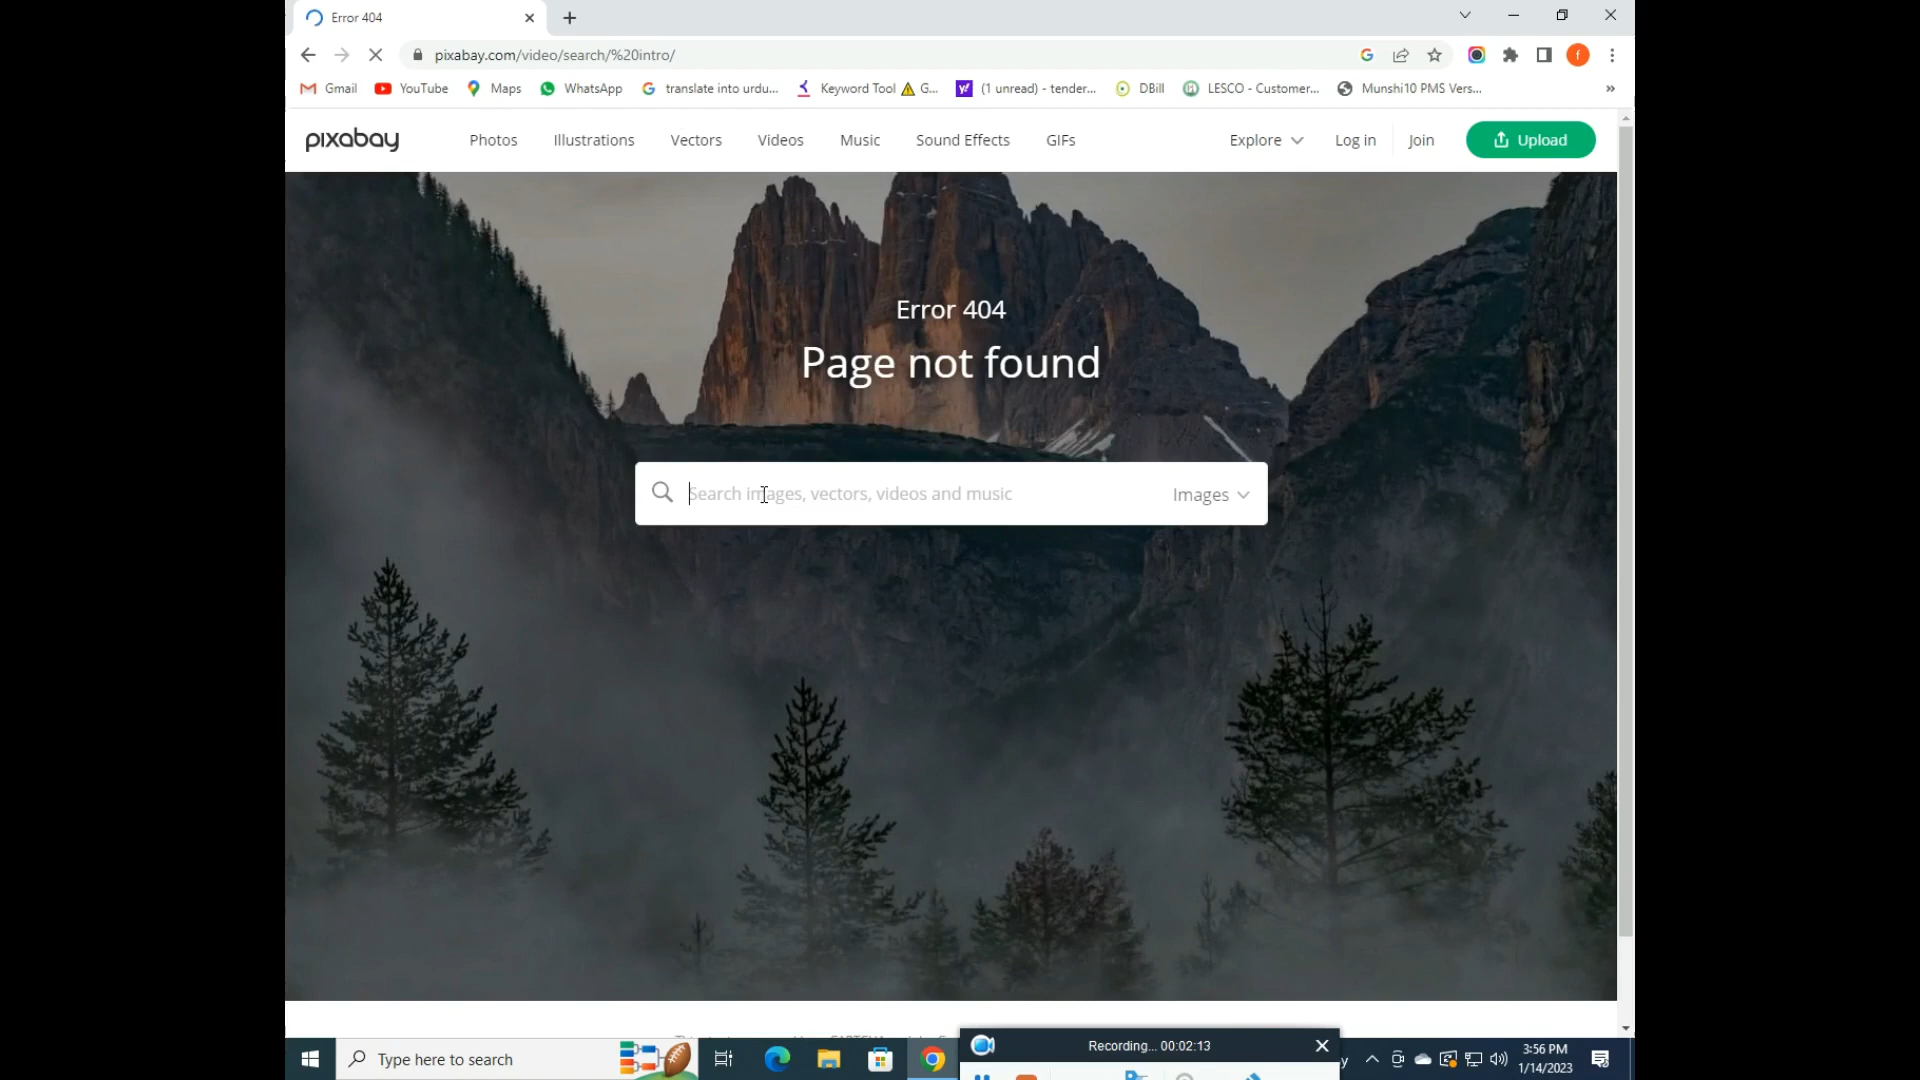 Error 404
pixabay.com/video/search/%20intro/
Gmail YouTube Maps WhatsApp translate into urdu... Keyword Tool G... (1 unread) - tender... DBill LESCO - Customer... Munshi10 PMS Vers... »
pixabay Photos Illustrations Vectors Videos Music Sound Effects GIFs Explore Log in Join Upload
Error 404
Page not found
Search images, vectors, videos and music Images
Type here to search
Recording... 00:02:13
3:56 PM
1/14/2023